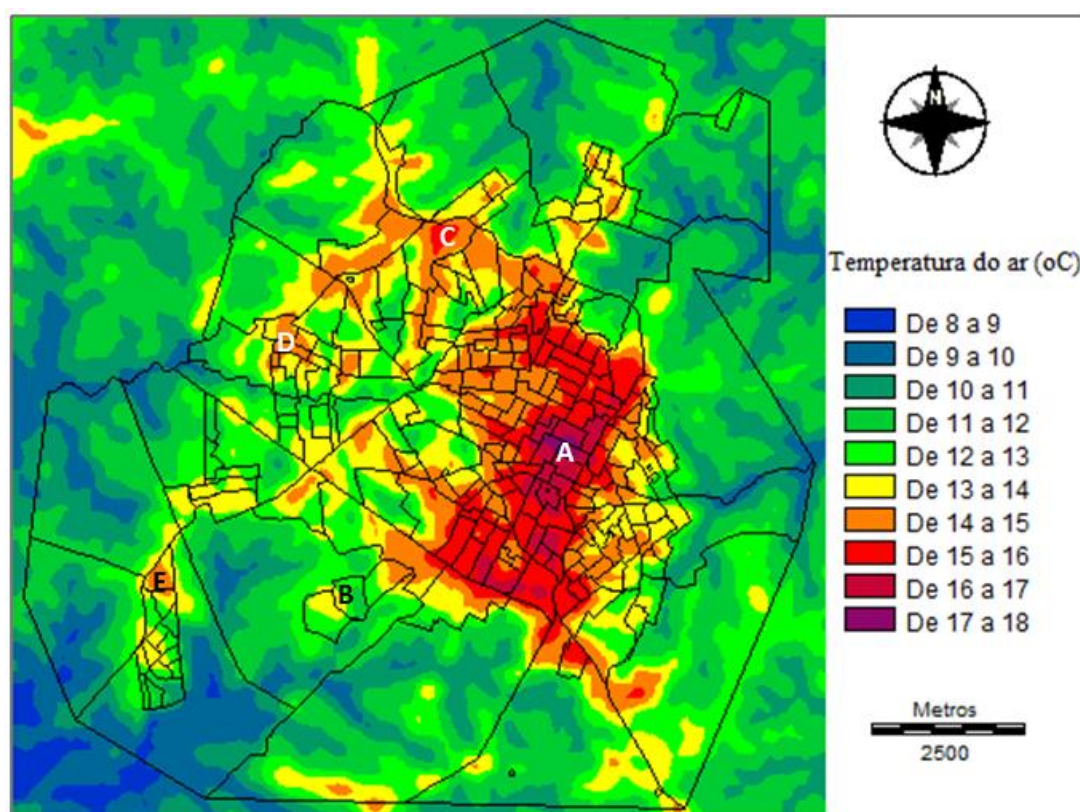 N
C
Temperatura do ar (oC)
De 8 a 9
De 9 a 10
D
De 10 a 11
De 11 a 12
A
De 12 a 13
De 13 a 14
De 14 a 15
De 15 a 16
E
B
De 16 a 17
De 17 a 18
Metros
2500